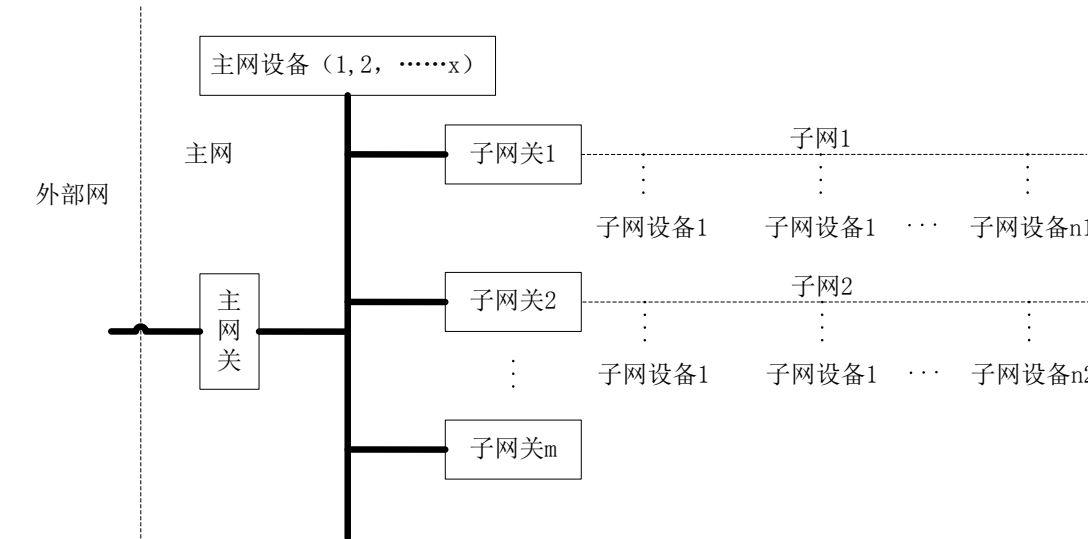 主网设备（1,2，……x）
主网
外部网
主网关
子网关1
子网1
子网设备1 子网设备1 ··· 子网设备n1
子网关2
子网2
子网设备1 子网设备1 ··· 子网设备n2
子网关m